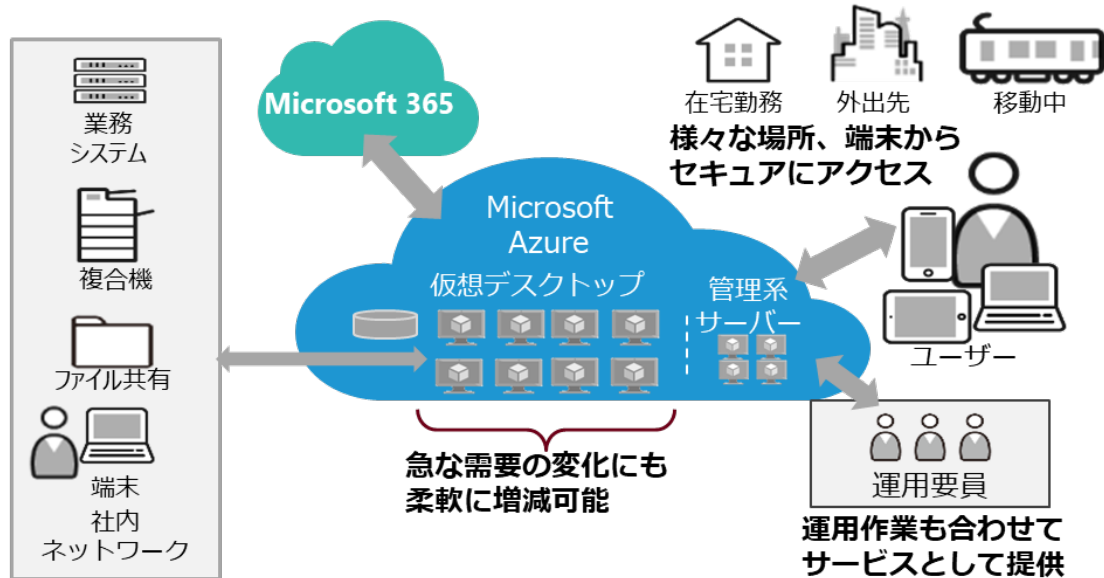 業務
システム
複合機
ファイル共有
端末
社内
ネットワーク
Microsoft 365
Microsoft
Azure
仮想デスクトップ
管理系
サーバー
急な需要の変化にも
柔軟に増減可能
在宅勤務
外出先
移動中
様々な場所、端末から
セキュアにアクセス
ユーザー
運用要員
運用作業も合わせて
サービスとして提供